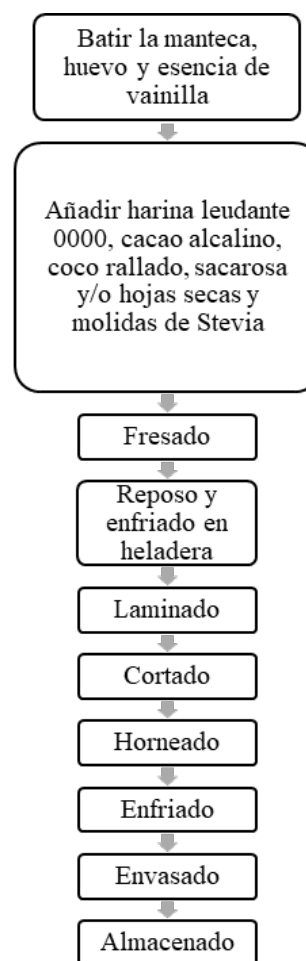 Batir la manteca,
huevo y esencia de
vainilla
Añadir harina leudante
0000, cacao alcalino,
coco rallado, sacarosa
y/o hojas secas y
molidas de Stevia
Fresado
Reposo y
enfriado en
heladera
Laminado
Cortado
Horneado
Enfriado
Envasado
Almacenado